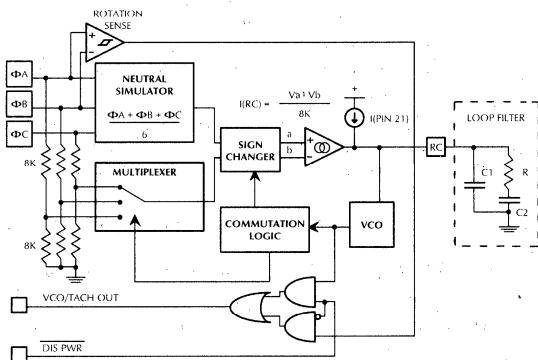 ROTATION
SENSE
ΦA
ΦB
ΦC
NEUTRAL
SIMULATOR
ΦA + ΦB + ΦC
6
8K
8K
MULTIPLEXER
SIGN
CHANGER
a
b
+
−
I(RC) = Va1 Vb
8K
+
I(PIN 21)
RC
LOOP FILTER
C1
R
C2
COMMUTATION
LOGIC
VCO
VCO/TACH OUT
DIS PWR